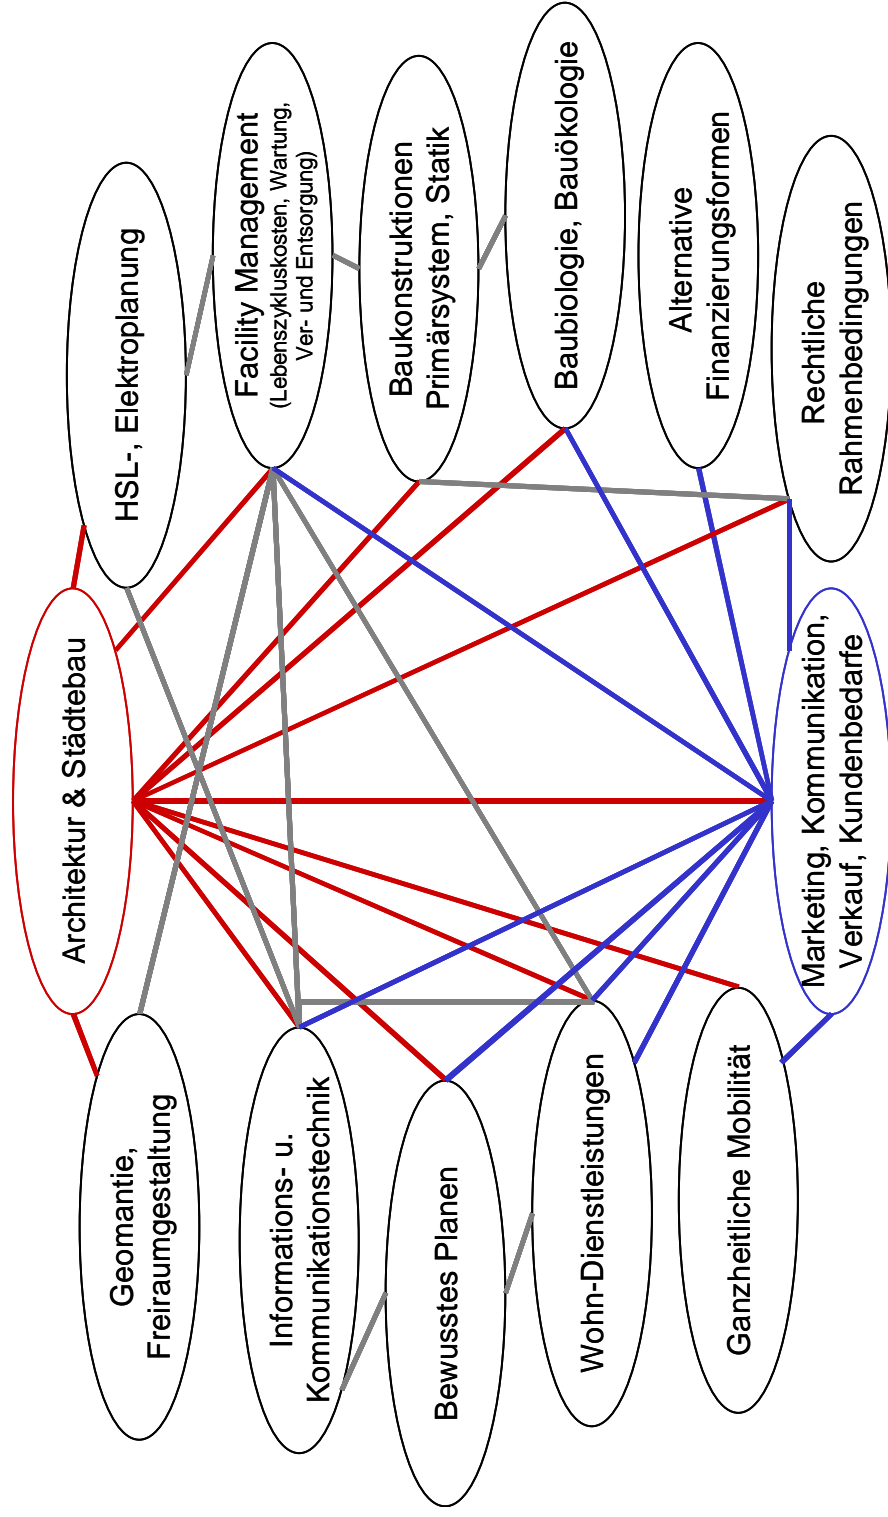 Architektur & Städtebau
Geomantie,
Freiraumgestaltung
HSL-, Elektroplanung
Informations- u.
Kommunikationstechnik
Facility Management
(Lebenszykluskosten, Wartung,
Ver- und Entsorgung)
Bewusstes Planen
Baukonstruktionen
Primärsystem, Statik
Wohn-Dienstleistungen
Baubiologie, Bauökologie
Ganzheitliche Mobilität
Alternative
Finanzierungsformen
Marketing, Kommunikation,
Verkauf, Kundenbedarfe
Rechtliche
Rahmenbedingungen